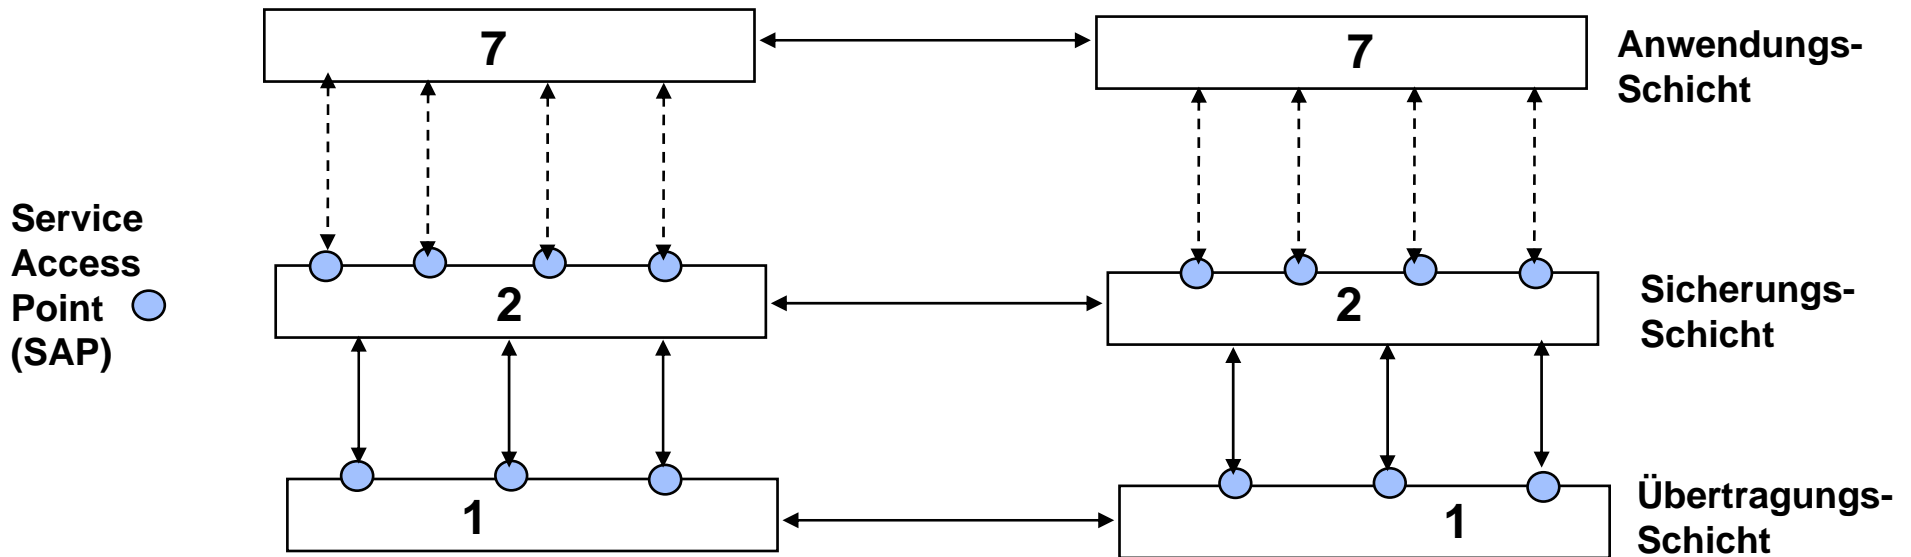 7
7
Anwendungs-
Schicht
Service
Access
Point
(SAP)
2
2
Sicherungs-
Schicht
1
1
Übertragungs-
Schicht